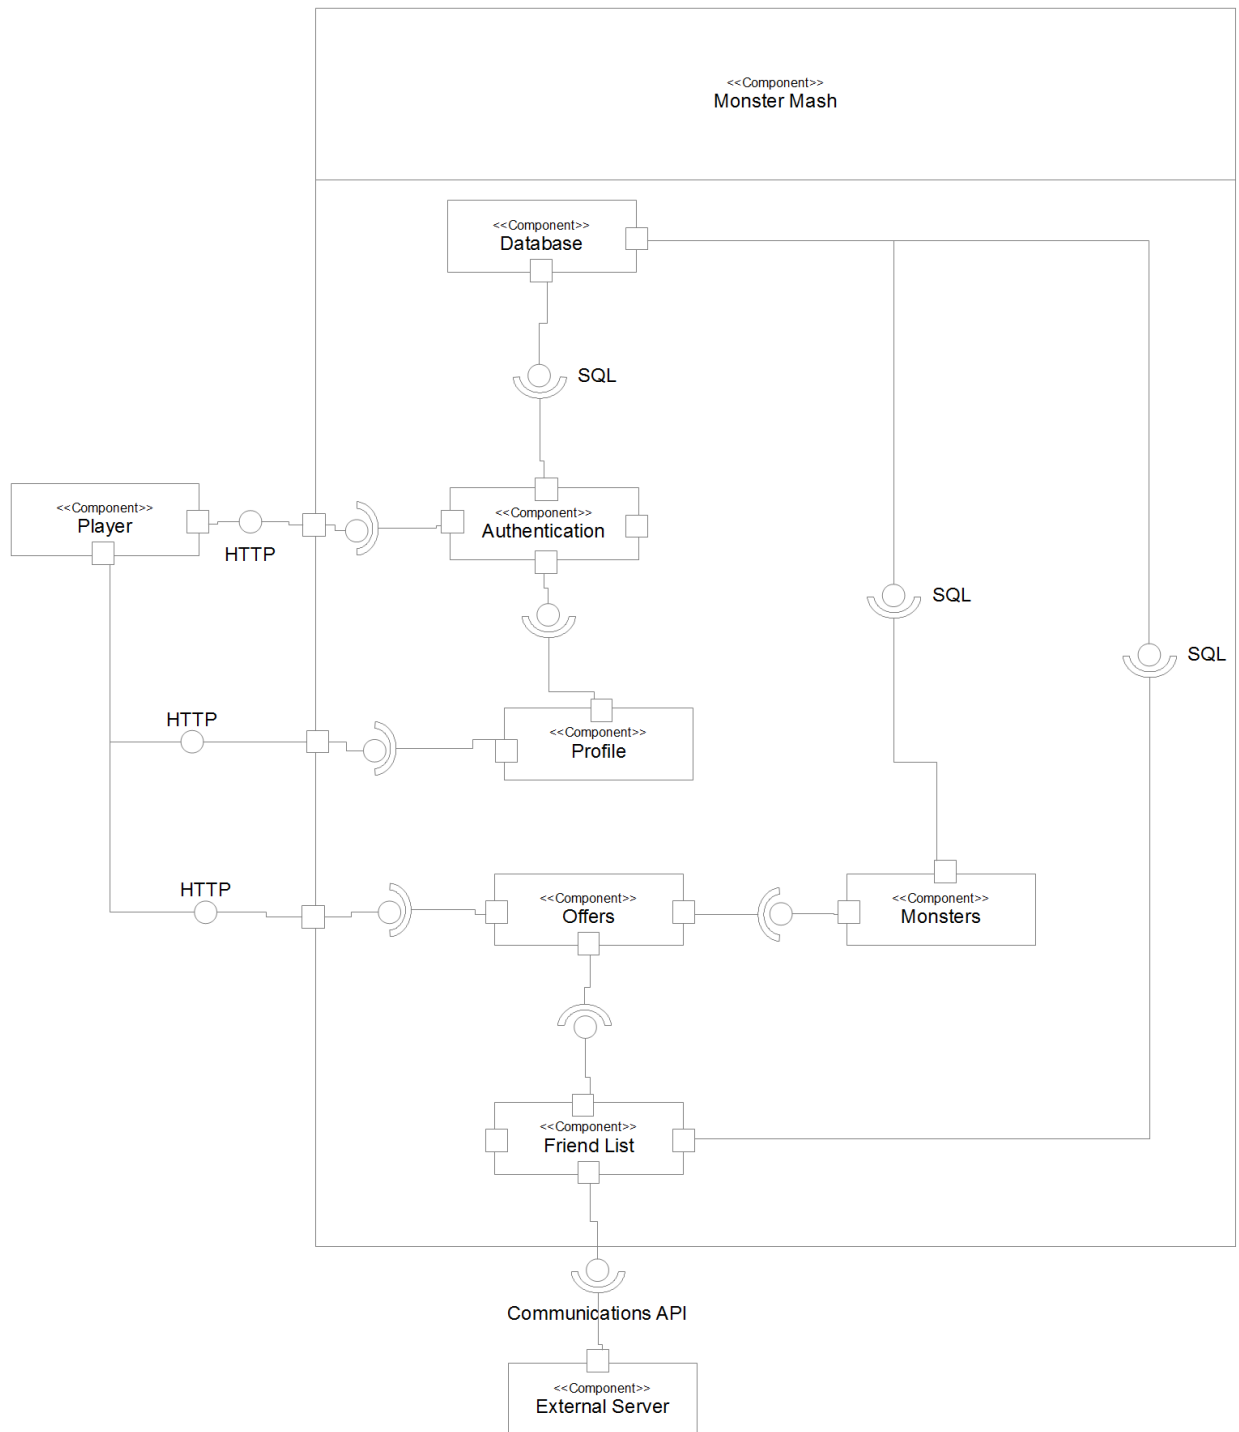 <<Component>>
Monster Mash
<<Component>>
Database
SQL
<<Component>>
Player
HTTP
<<Component>>
Authentication
SQL
SQL
HTTP
<<Component>>
Profile
HTTP
<<Component>>
Offers
<<Component>>
Monsters
<<Component>>
Friend List
Communications API
<<Component>>
External Server